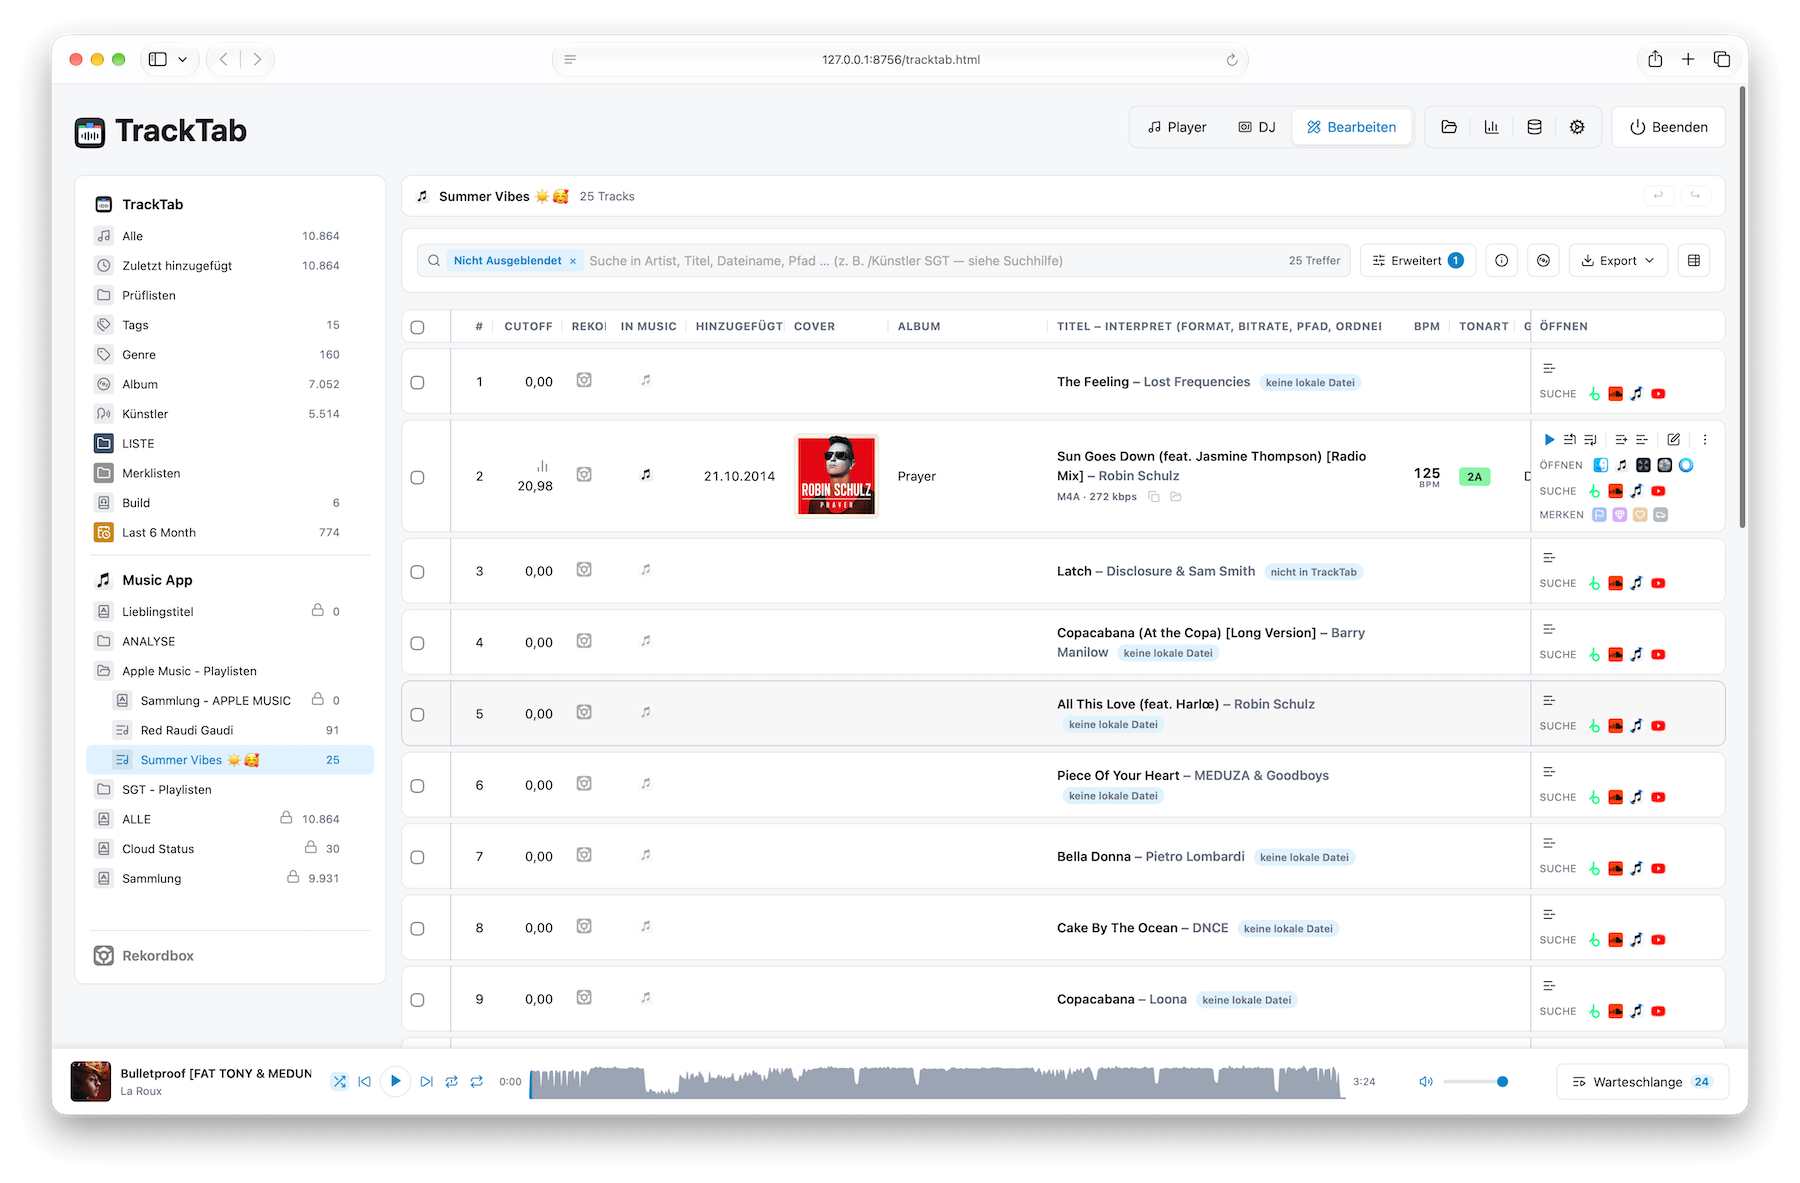 127.0.0.1:8756/tracktab.html
TrackTab
Player
DJ
Bearbeiten
Beenden
TrackTab
Alle 10.864
Zuletzt hinzugefügt 10.864
Prüflisten
Tags 15
Genre 160
Album 7.052
Künstler 5.514
LISTE
Merklisten
Build 6
Last 6 Month 774
Music App
Lieblingstitel 0
ANALYSE
Apple Music - Playlisten
Sammlung - APPLE MUSIC 0
Red Raudi Gaudi 91
Summer Vibes ☀️🥰 25
SGT - Playlisten
ALLE 10.864
Cloud Status 30
Sammlung 9.931
Rekordbox
Summer Vibes ☀️🥰 25 Tracks
Nicht Ausgeblendet × Suche in Artist, Titel, Dateiname, Pfad ... (z. B. /Künstler SGT — siehe Suchhilfe) 25 Treffer
Erweitert 1
Export
# CUTOFF REKO IN MUSIC HINZUGEFÜGT COVER ALBUM TITEL – INTERPRET (FORMAT, BITRATE, PFAD, ORDNE BPM TONART G ÖFFNEN
1 0,00 The Feeling – Lost Frequencies keine lokale Datei
SUCHE
2 20,98 21.10.2014 ROBIN SCHULZ PRAYER Prayer
Sun Goes Down (feat. Jasmine Thompson) [Radio
Mix] – Robin Schulz
M4A · 272 kbps
125
BPM
2A
ÖFFNEN
SUCHE
MERKEN
3 0,00 Latch – Disclosure & Sam Smith nicht in TrackTab
SUCHE
4 0,00 Copacabana (At the Copa) [Long Version] – Barry
Manilow keine lokale Datei
SUCHE
5 0,00 All This Love (feat. Harlœ) – Robin Schulz
keine lokale Datei
SUCHE
6 0,00 Piece Of Your Heart – MEDUZA & Goodboys
keine lokale Datei
SUCHE
7 0,00 Bella Donna – Pietro Lombardi keine lokale Datei
SUCHE
8 0,00 Cake By The Ocean – DNCE keine lokale Datei
SUCHE
9 0,00 Copacabana – Loona keine lokale Datei
SUCHE
Bulletproof [FAT TONY & MEDUN
La Roux
0:00
3:24
Warteschlange 24